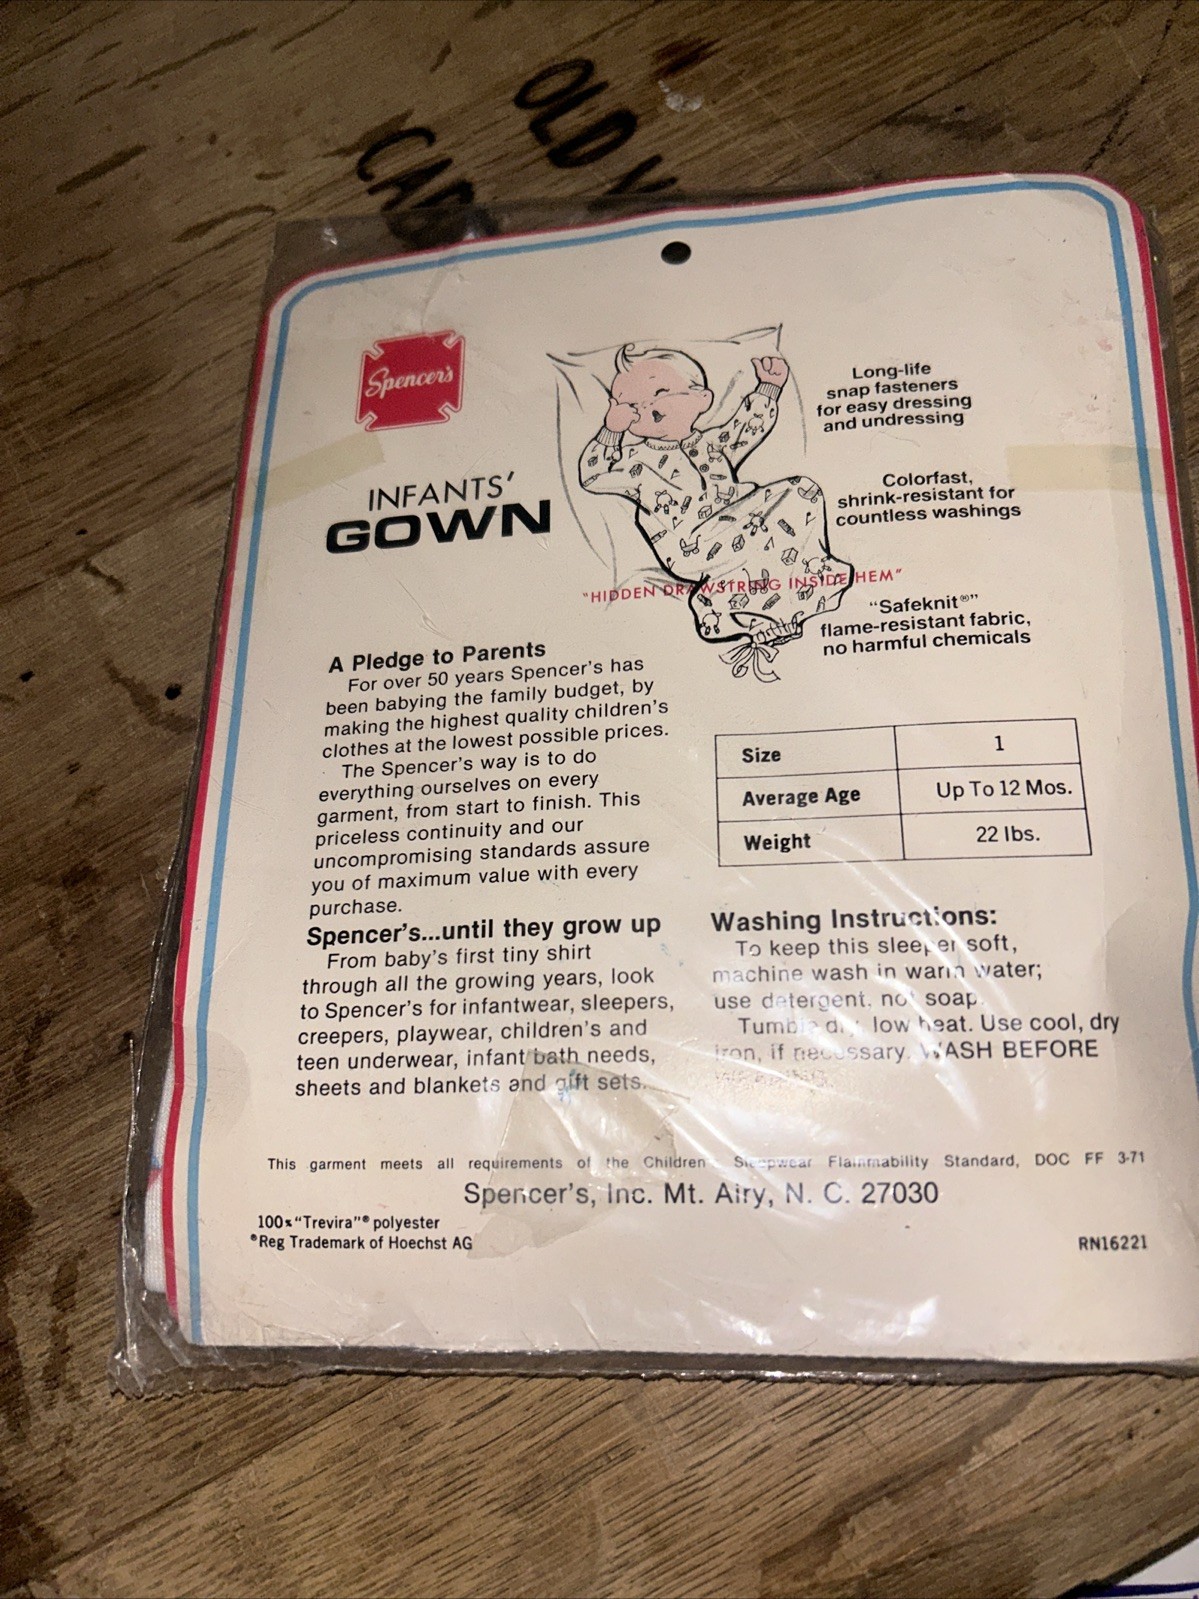 OLD
CAR
Spencer's
INFANTS'
GOWN
Long-life
snap fasteners
for easy dressing
and undressing
Colorfast,
shrink-resistant for
countless washings
"HIDDEN DRAWSTRING INSIDE HEM"
"Safeknit®"
flame-resistant fabric,
no harmful chemicals
A Pledge to Parents
For over 50 years Spencer's has
been babying the family budget, by
making the highest quality children's
clothes at the lowest possible prices.
The Spencer's way is to do
everything ourselves on every
garment, from start to finish. This
priceless continuity and our
uncompromising standards assure
you of maximum value with every
purchase.
Spencer's...until they grow up
From baby's first tiny shirt
through all the growing years, look
to Spencer's for infantwear, sleepers,
creepers, playwear, children's and
teen underwear, infant bath needs,
sheets and blankets and gift sets.
Size 1
Average Age Up To 12 Mos.
Weight 22 lbs.
Washing Instructions:
To keep this sleeper soft,
machine wash in warm water;
use detergent, not soap.
Tumble dry, low heat. Use cool, dry
iron, if necessary. WASH BEFORE
WEARING.
This garment meets all requirements of the Children's Sleepwear Flammability Standard, DOC FF 3-71
Spencer's, Inc. Mt. Airy, N. C. 27030
100% "Trevira"® polyester
®Reg Trademark of Hoechst AG
RN16221